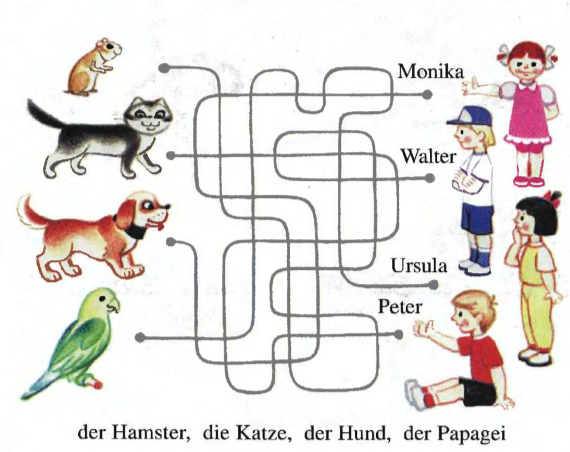 Monika
Walter
Ursula
Peter
der Hamster, die Katze, der Hund, der Papagei